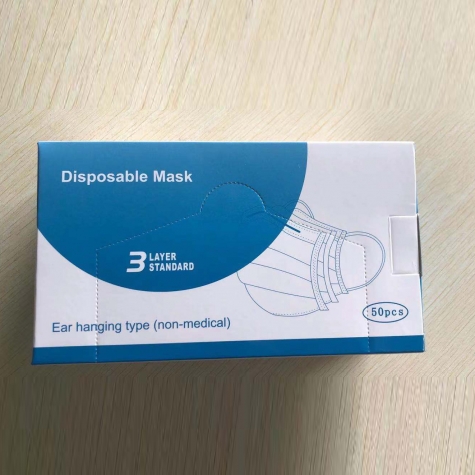 Disposable Mask
3 LAYER
STANDARD
Ear hanging type (non-medical)
50pcs